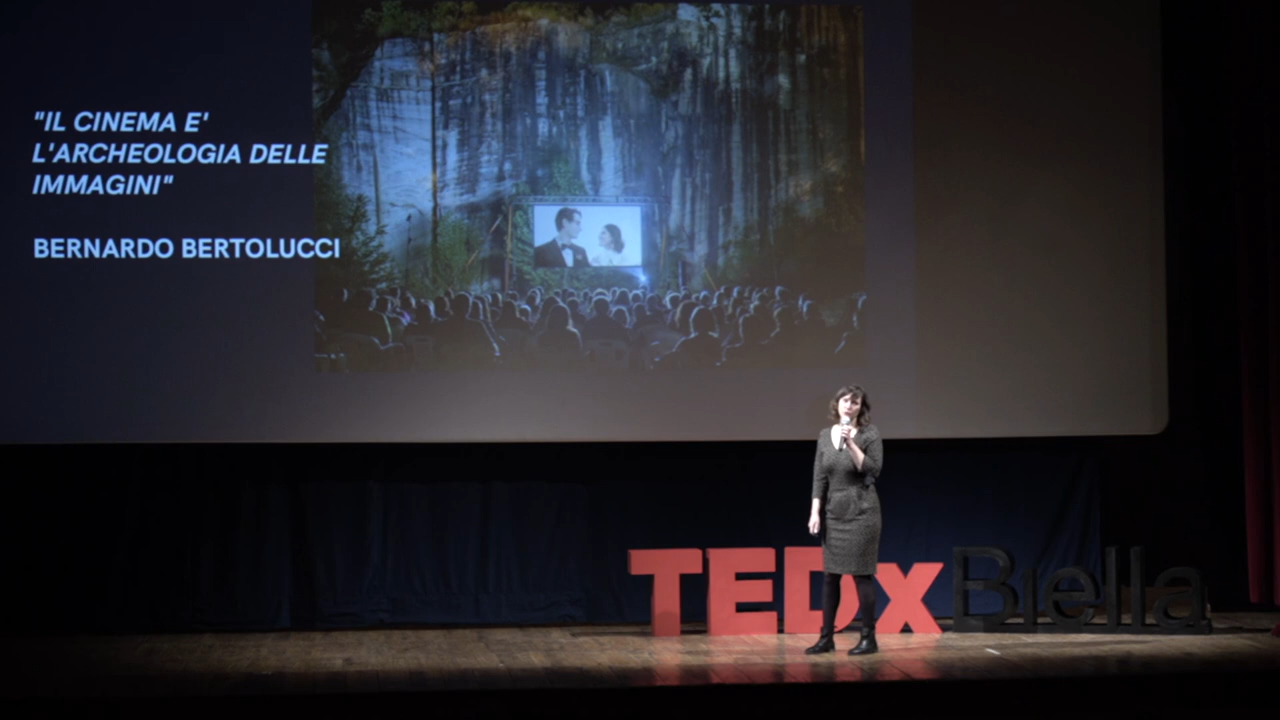 "IL CINEMA E'
L'ARCHEOLOGIA DELLE
IMMAGINI"
BERNARDO BERTOLUCCI
TEDxBiella